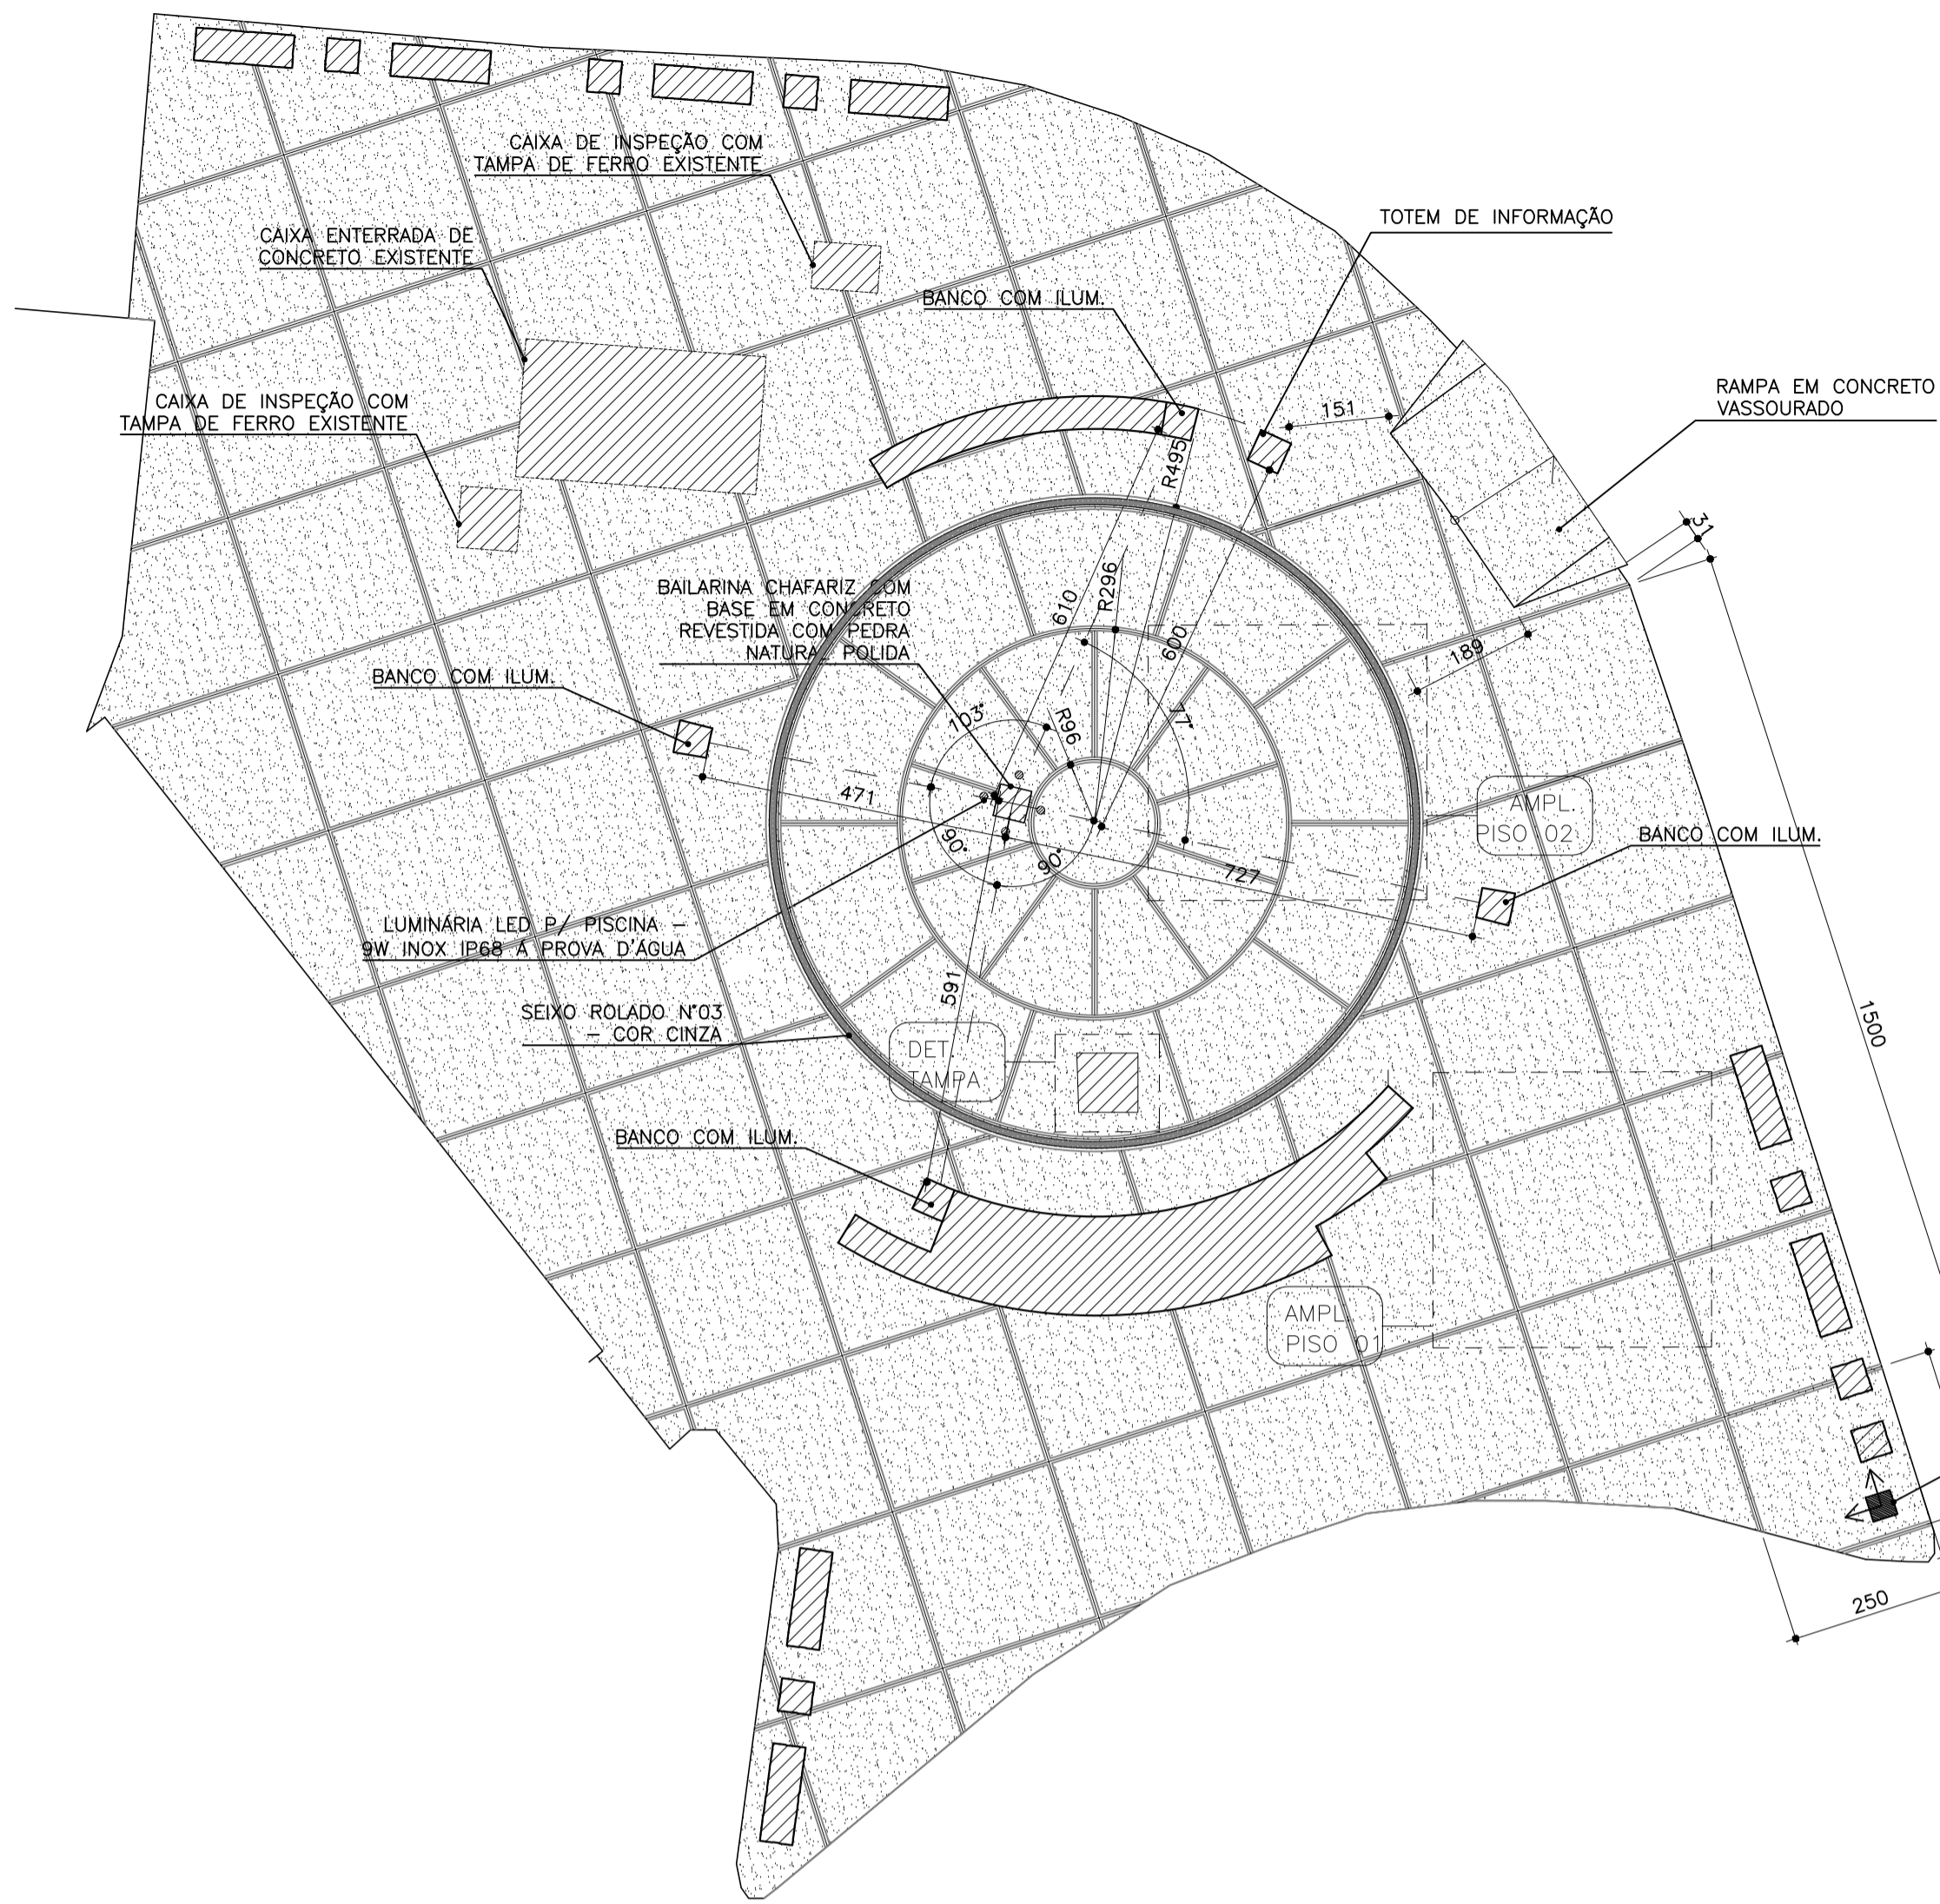 CAIXA DE INSPEÇÃO COM
TAMPA DE FERRO EXISTENTE
CAIXA ENTERRADA DE
CONCRETO EXISTENTE
TOTEM DE INFORMAÇÃO
BANCO COM ILUM.
CAIXA DE INSPEÇÃO COM
TAMPA DE FERRO EXISTENTE
151
RAMPA EM CONCRETO
VASSOURADO
R495
31
BAILARINA CHAFARIZ COM
BASE EM CONCRETO
REVESTIDA COM PEDRA
NATURAL POLIDA
610
R296
600
189
BANCO COM ILUM.
103°
R96
77°
471
90°
90°
727
AMPL.
PISO 02
BANCO COM ILUM.
LUMINÁRIA LED P/ PISCINA –
9W INOX IP68 À PROVA D'ÁGUA
591
SEIXO ROLADO N°03
– COR CINZA
DET.
TAMPA
1500
BANCO COM ILUM.
AMPL.
PISO 01
250